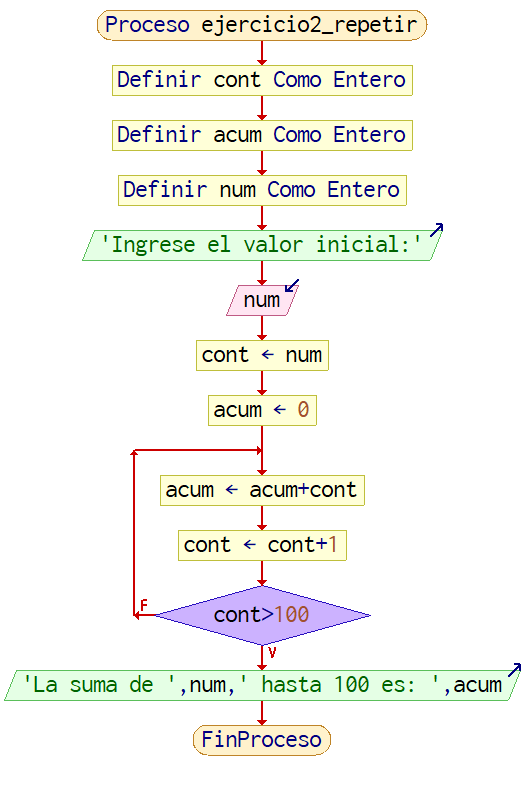 Proceso ejercicio2_repetir
Definir cont Como Entero
Definir acum Como Entero
Definir num Como Entero
'Ingrese el valor inicial:'
num
cont ← num
acum ← 0
acum ← acum+cont
cont ← cont+1
F
cont>100
V
'La suma de ',num,' hasta 100 es: ',acum
FinProceso